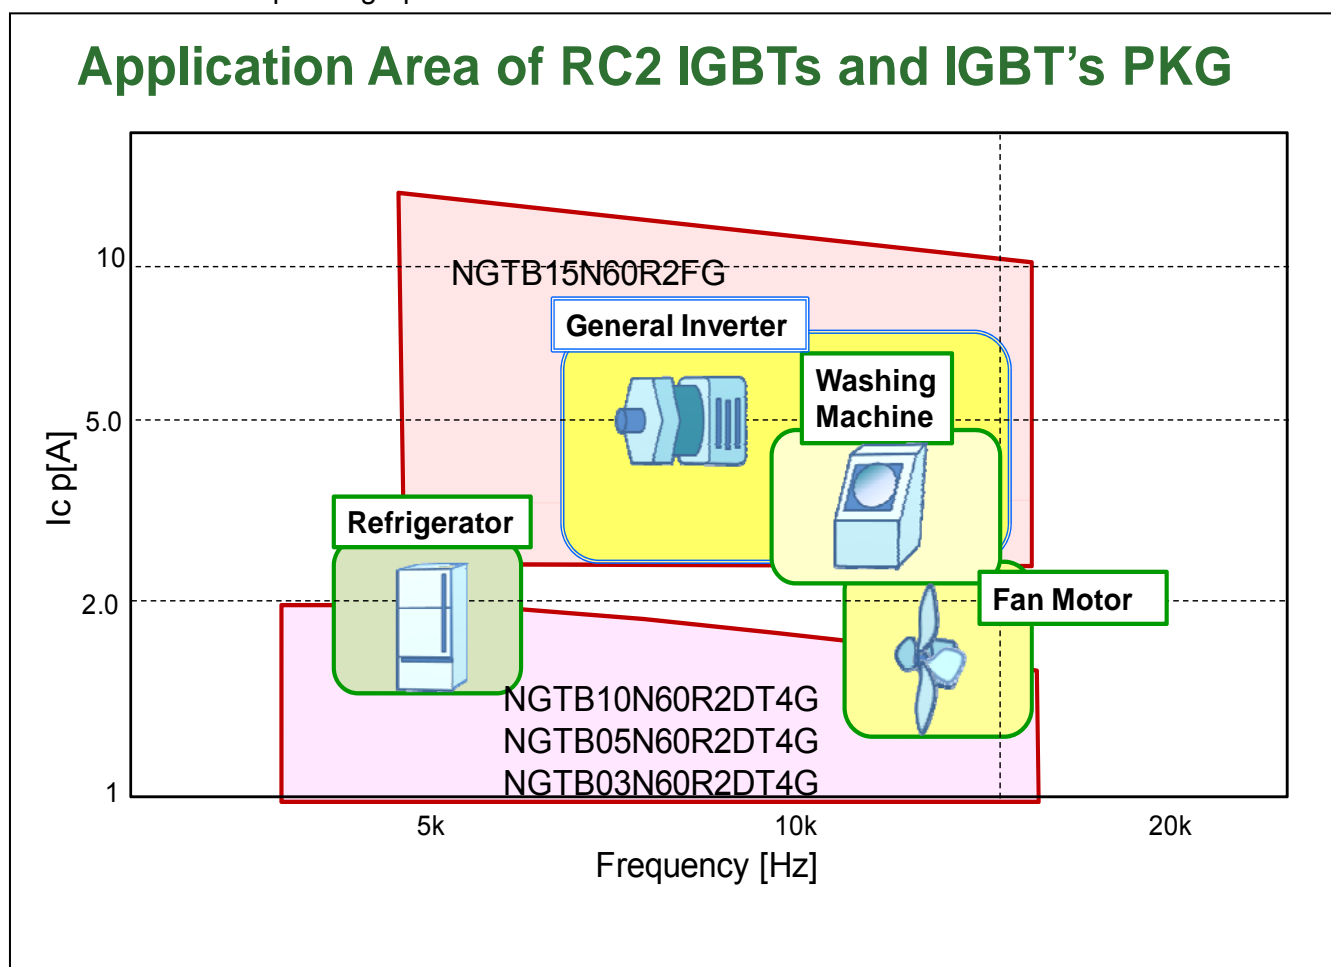 Application Area of RC2 IGBTs and IGBT's PKG
10
NGTB15N60R2FG
General Inverter
Washing
Machine
5.0
Ic p[A]
Refrigerator
2.0
Fan Motor
NGTB10N60R2DT4G
NGTB05N60R2DT4G
NGTB03N60R2DT4G
1
5k
10k
20k
Frequency [Hz]